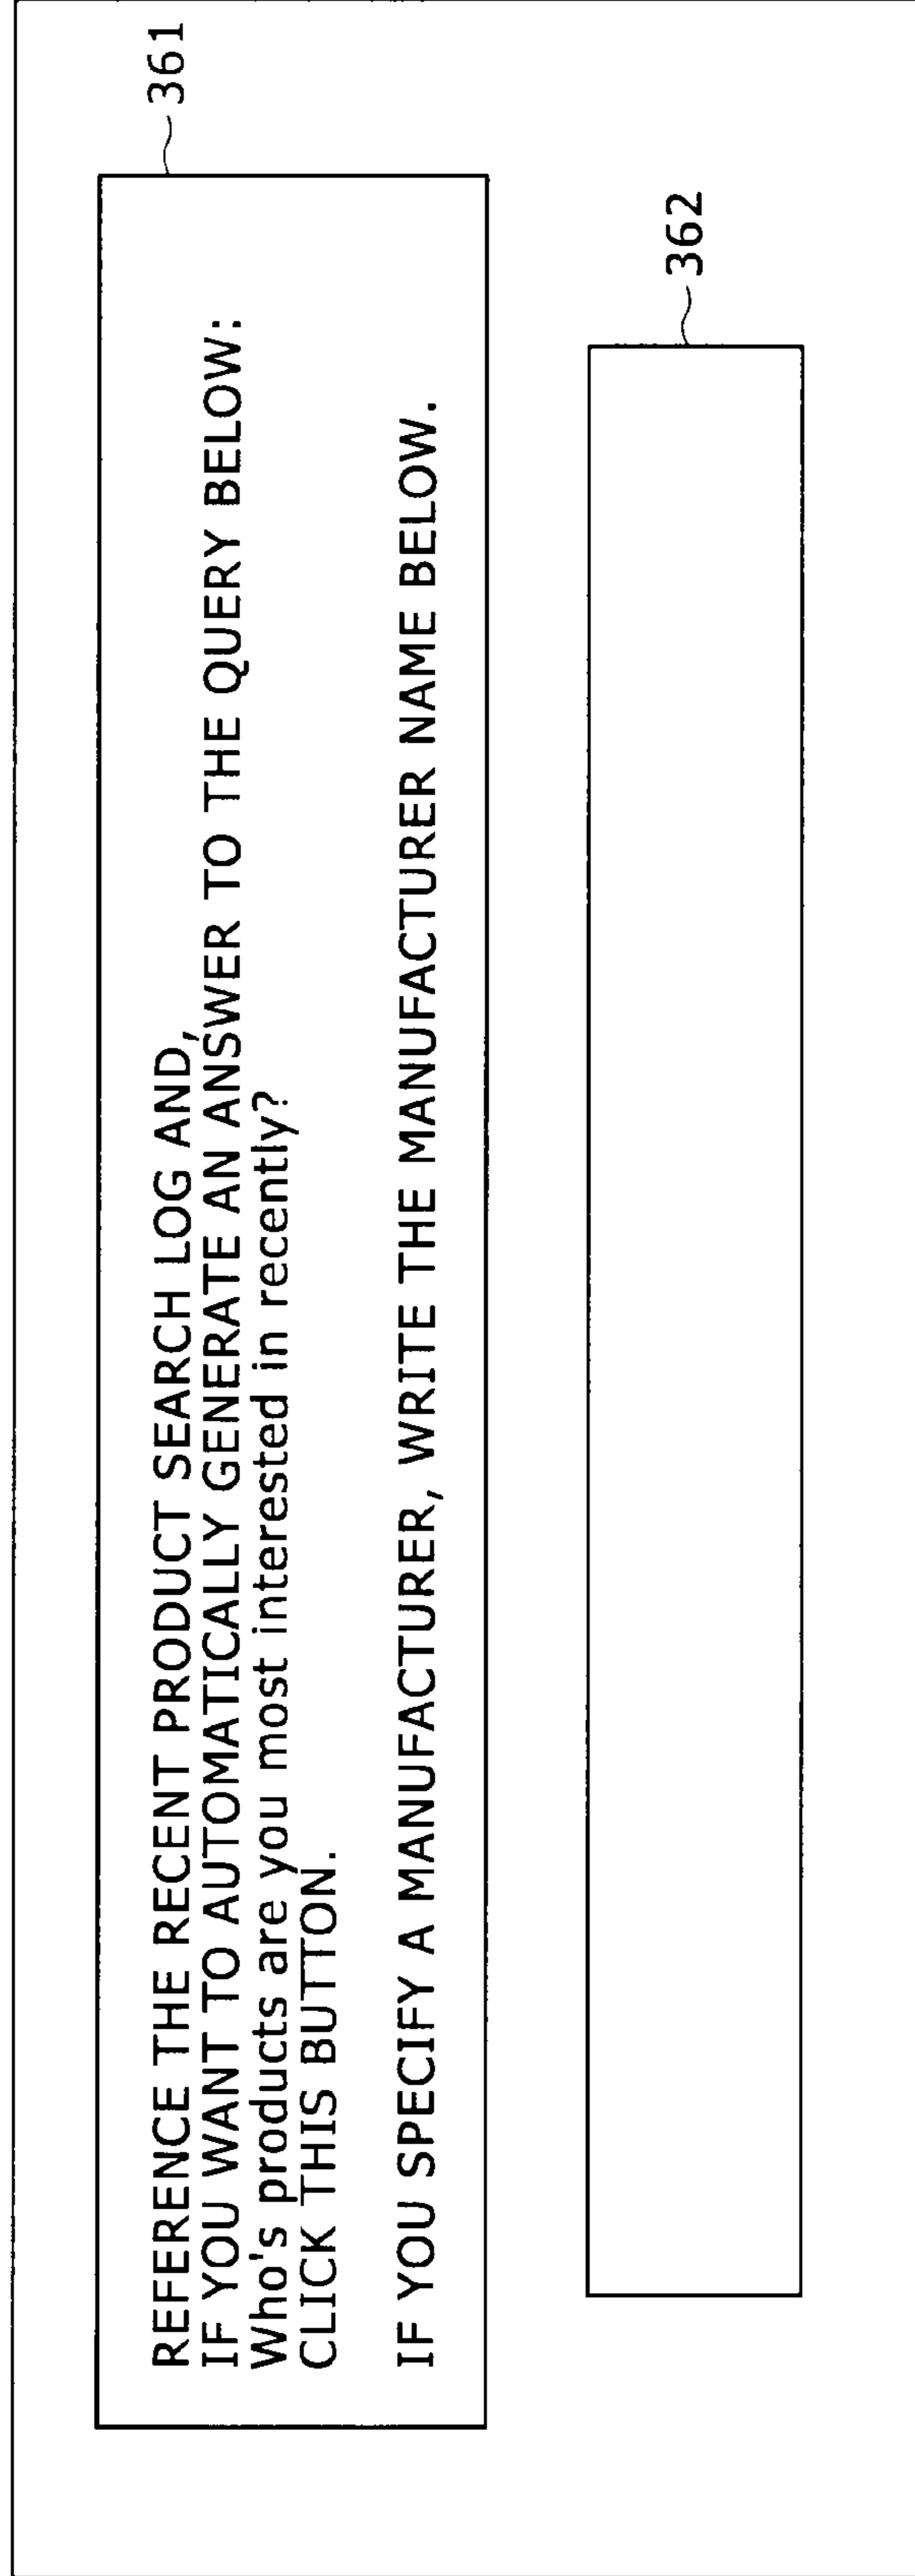 REFERENCE THE RECENT PRODUCT SEARCH LOG AND,
IF YOU WANT TO AUTOMATICALLY GENERATE AN ANSWER TO THE QUERY BELOW:
Who's products are you most interested in recently?
CLICK THIS BUTTON.
IF YOU SPECIFY A MANUFACTURER, WRITE THE MANUFACTURER NAME BELOW.
361
362